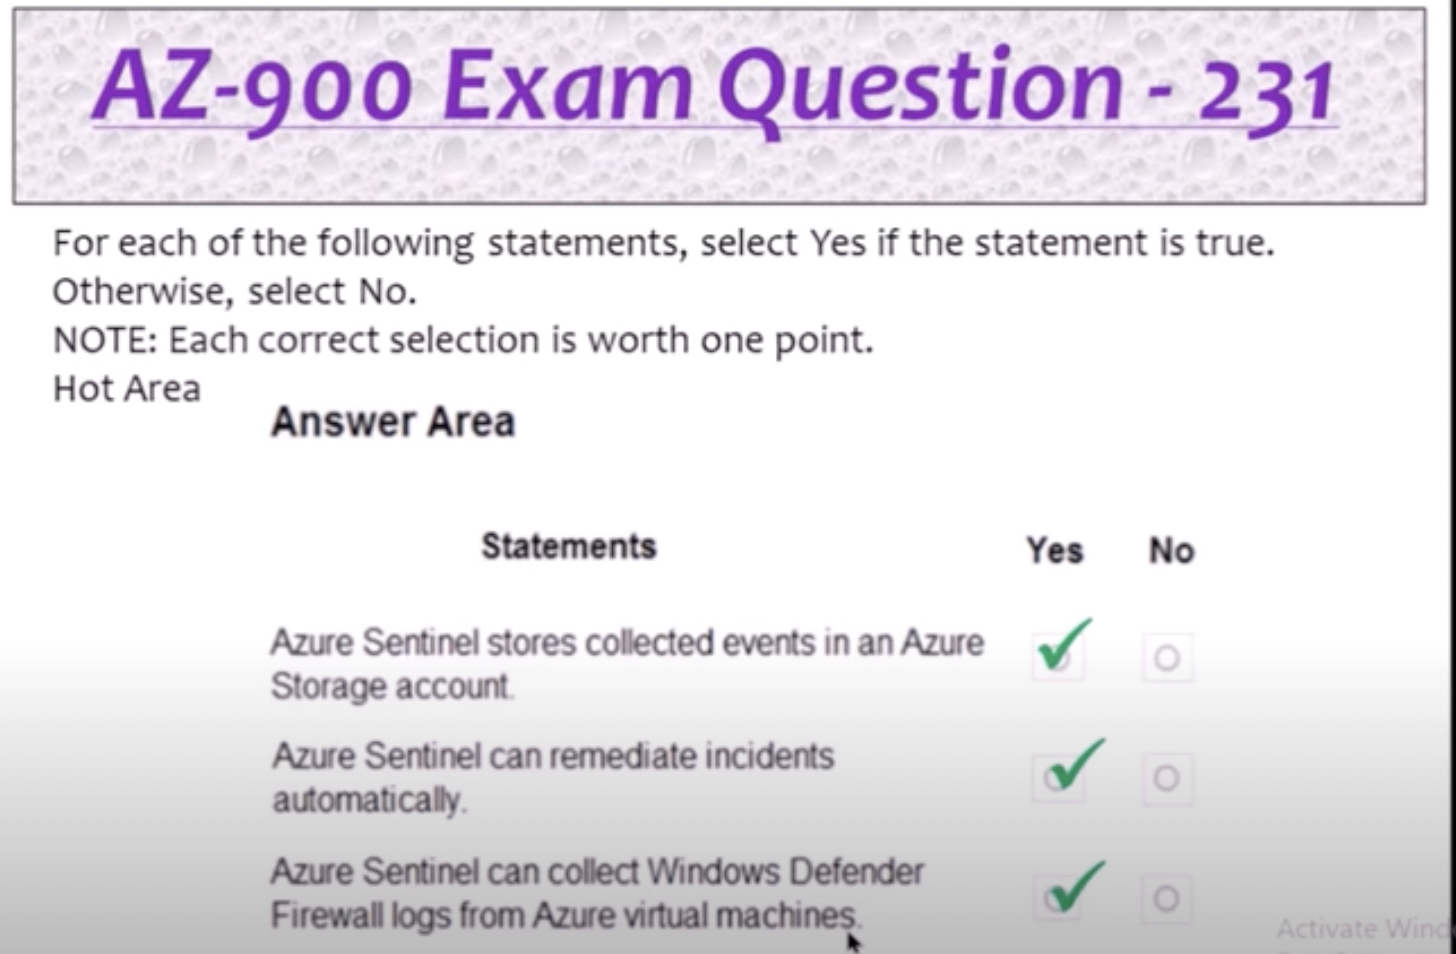 AZ-900 Exam Question - 231
For each of the following statements, select Yes if the statement is true.
Otherwise, select No.
NOTE: Each correct selection is worth one point.
Hot Area
Answer Area
Statements Yes No
Azure Sentinel stores collected events in an Azure
Storage account.
Azure Sentinel can remediate incidents
automatically.
Azure Sentinel can collect Windows Defender
Firewall logs from Azure virtual machines.
Activate Wind